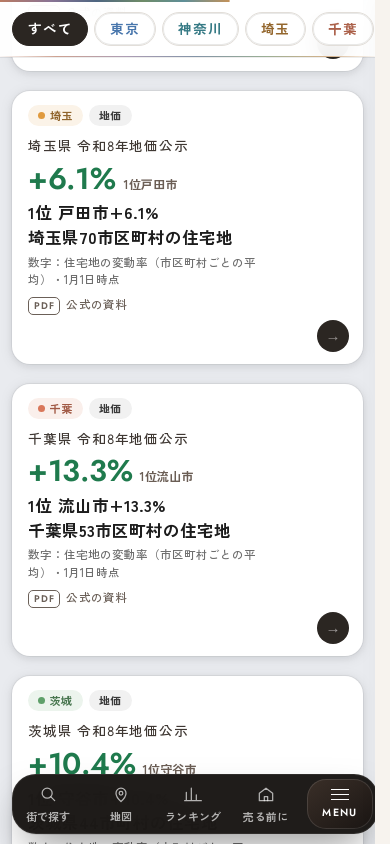 すべて
東京
神奈川
埼玉
千葉
埼玉 地価
埼玉県 令和8年地価公示
+6.1% 1位戸田市
1位 戸田市+6.1%
埼玉県70市区町村の住宅地
数字：住宅地の変動率（市区町村ごとの平
均）・1月1日時点
PDF 公式の資料
→
千葉 地価
千葉県 令和8年地価公示
+13.3% 1位流山市
1位 流山市+13.3%
千葉県53市区町村の住宅地
数字：住宅地の変動率（市区町村ごとの平
均）・1月1日時点
PDF 公式の資料
→
茨城 地価
茨城県 令和8年地価公示
+10.4% 1位守谷市
街で探す
地図
ランキング
売る前に
MENU